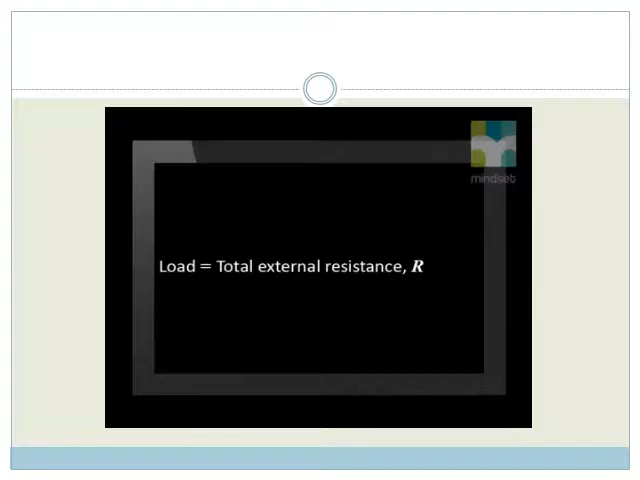 mindset
Load = Total external resistance, R